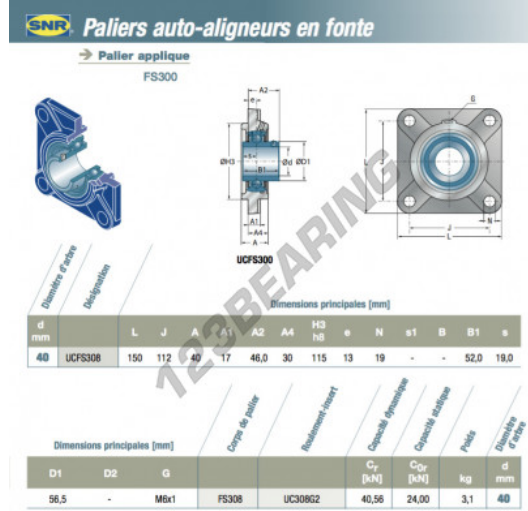 SNR Paliers auto-aligneurs en fonte
Palier applique
FS300
A2
e
G
ØH3
s
B1
Ød
ØD1
L
J
A1
A4
A
N
J
L
UCFS300
123BEARING
Diamètre d'arbre
Désignation
Dimensions principales [mm]
d mm L J A A1 A2 A4 H3 h8 e N s1 B B1 s
40 UCFS308 150 112 40 17 46,0 30 115 13 19 - - 52,0 19,0
Dimensions principales [mm]
Corps de palier
Roulement-insert
Capacité dynamique
Capacité statique
Poids
Diamètre d'arbre
D1 D2 G Cr [kN] C0r [kN] kg d mm
56,5 - M6x1 FS308 UC308G2 40,56 24,00 3,1 40